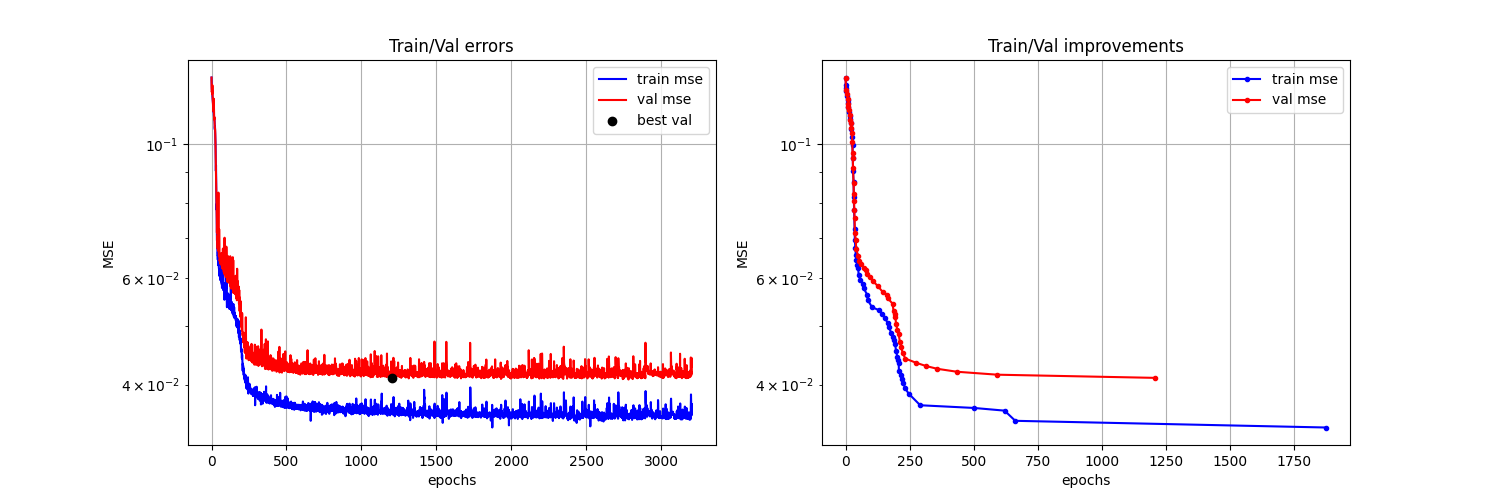 Train/Val errors
train mse
val mse
best val
10⁻¹
6 × 10⁻²
4 × 10⁻²
MSE
0 500 1000 1500 2000 2500 3000
epochs
Train/Val improvements
train mse
val mse
10⁻¹
6 × 10⁻²
4 × 10⁻²
MSE
0 250 500 750 1000 1250 1500 1750
epochs